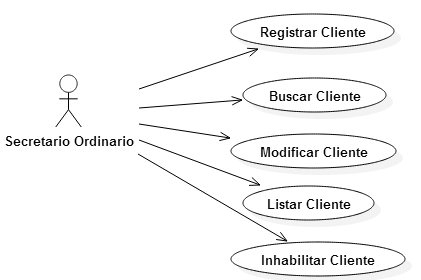 Registrar Cliente
Buscar Cliente
Secretario Ordinario
Modificar Cliente
Listar Cliente
Inhabilitar Cliente